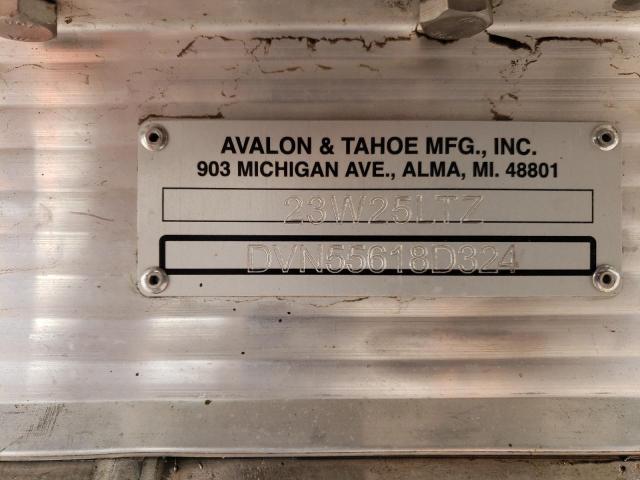 AVALON & TAHOE MFG., INC.
903 MICHIGAN AVE., ALMA, MI. 48801
23W25LTZ
DVN55618D324